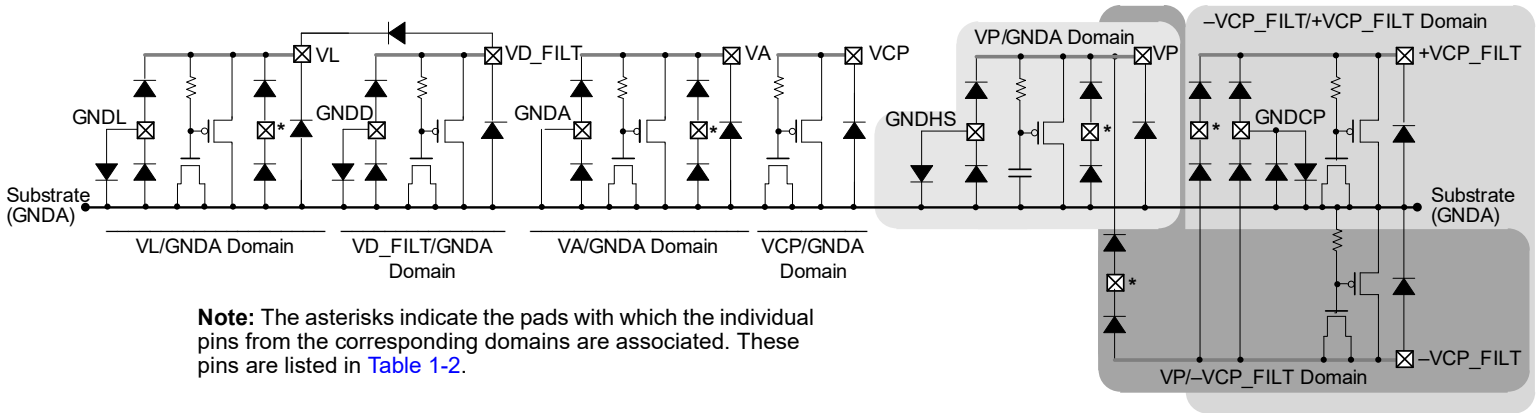 –VCP_FILT/+VCP_FILT Domain
VP/GNDA Domain
VL
VD_FILT
VA
VCP
VP
+VCP_FILT
GNDL
*
GNDD
GNDA
*
GNDHS
*
*
GNDCP
Substrate
(GNDA)
Substrate
(GNDA)
VL/GNDA Domain
VD_FILT/GNDA
Domain
VA/GNDA Domain
VCP/GNDA
Domain
*
Note: The asterisks indicate the pads with which the individual
pins from the corresponding domains are associated. These
pins are listed in Table 1-2.
–VCP_FILT
VP/–VCP_FILT Domain